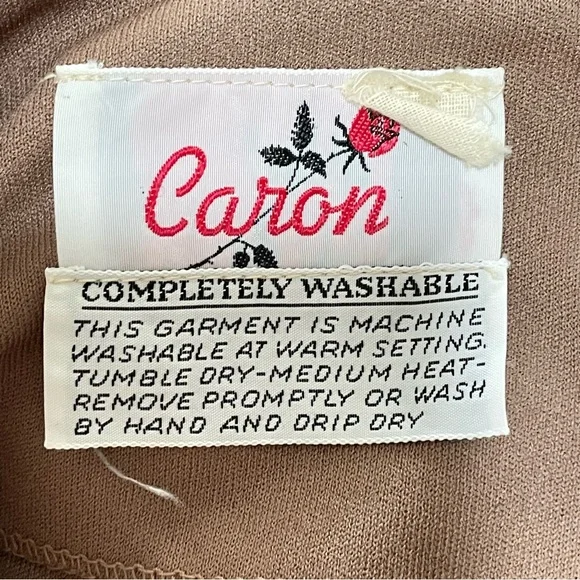 Caron
COMPLETELY WASHABLE
THIS GARMENT IS MACHINE
WASHABLE AT WARM SETTING.
TUMBLE DRY-MEDIUM HEAT-
REMOVE PROMPTLY OR WASH
BY HAND AND DRIP DRY